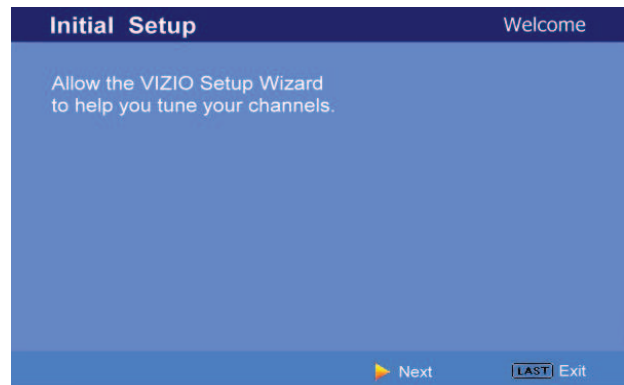 Initial Setup Welcome
Allow the VIZIO Setup Wizard
to help you tune your channels.
Next LAST Exit